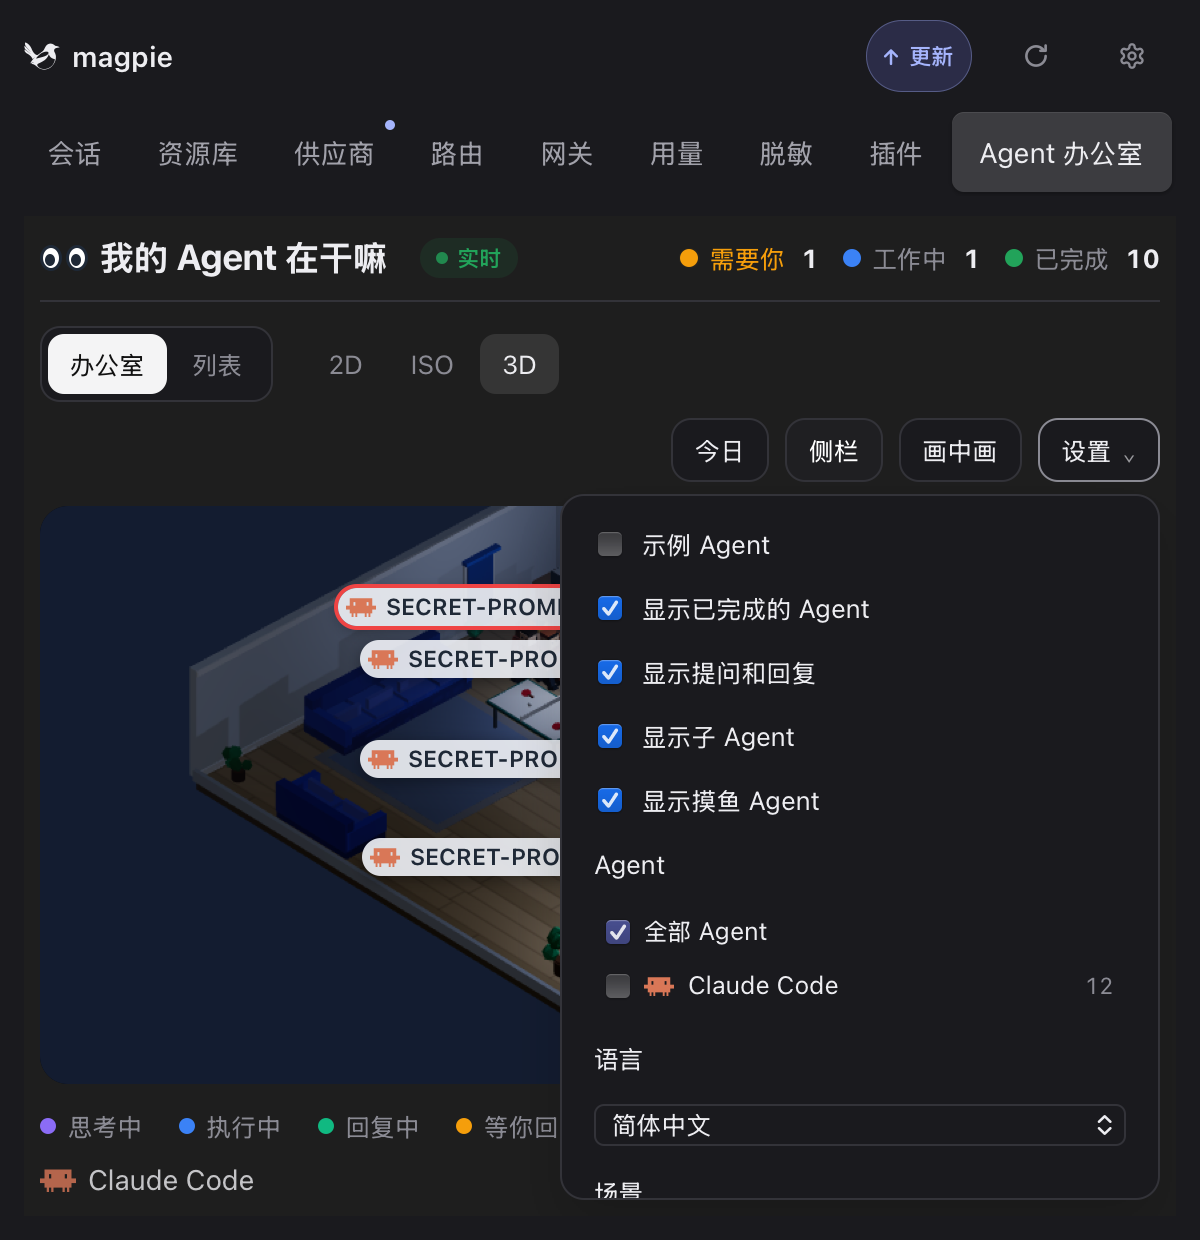 magpie
更新
会话 资源库 供应商 路由 网关 用量 脱敏 插件 Agent 办公室
我的 Agent 在干嘛 实时 需要你 1 工作中 1 已完成 10
办公室 列表 2D ISO 3D
今日 侧栏 画中画 设置
示例 Agent
SECRET-PROM
显示已完成的 Agent
SECRET-PRO
显示提问和回复
显示子 Agent
SECRET-PRO
显示摸鱼 Agent
SECRET-PRO
Agent
全部 Agent
Claude Code 12
语言
简体中文
思考中 执行中 回复中 等你回
Claude Code
场景